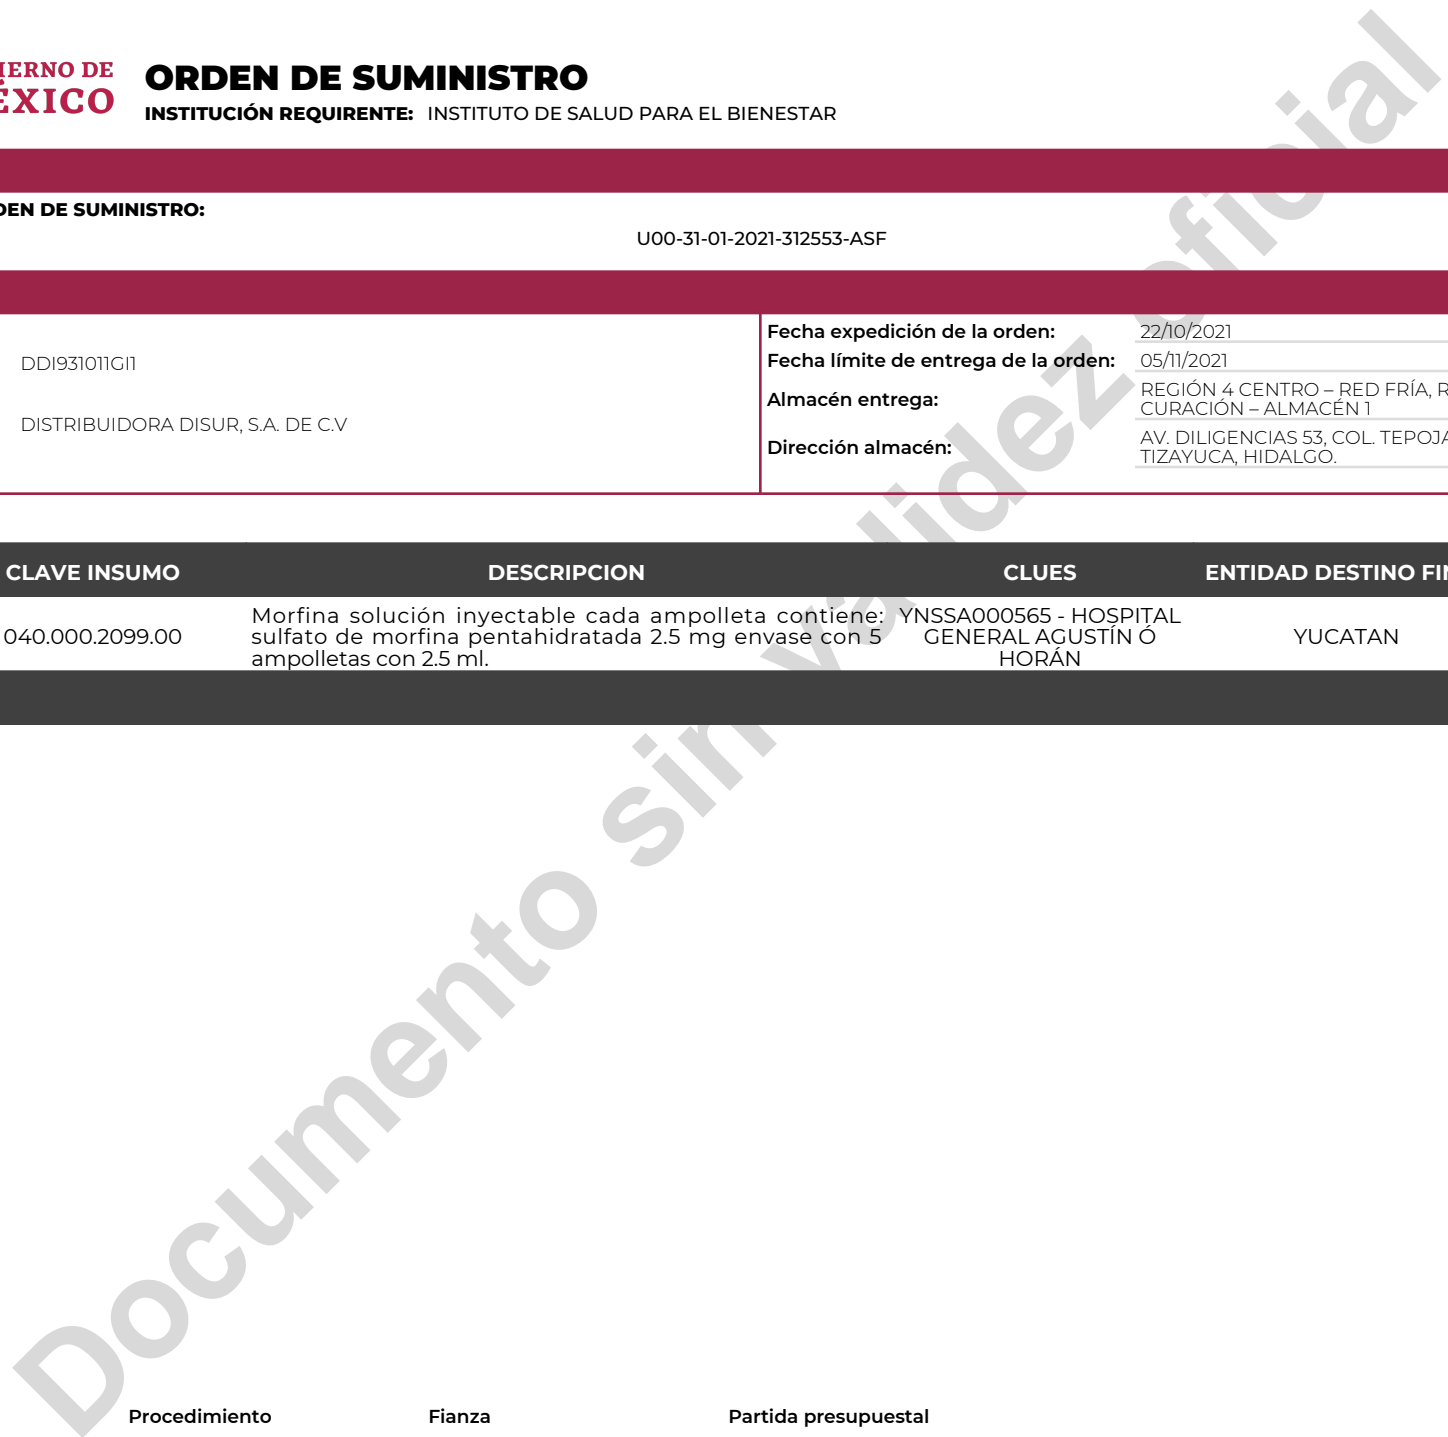 IERNO DE
ÉXICO
ORDEN DE SUMINISTRO
INSTITUCIÓN REQUIRENTE: INSTITUTO DE SALUD PARA EL BIENESTAR
DEN DE SUMINISTRO:
U00-31-01-2021-312553-ASF
DDI931011GI1
DISTRIBUIDORA DISUR, S.A. DE C.V
Fecha expedición de la orden: 22/10/2021
Fecha límite de entrega de la orden: 05/11/2021
Almacén entrega: REGIÓN 4 CENTRO – RED FRÍA, R
CURACIÓN – ALMACÉN 1
Dirección almacén: AV. DILIGENCIAS 53, COL. TEPOJA
TIZAYUCA, HIDALGO.
CLAVE INSUMO DESCRIPCION CLUES ENTIDAD DESTINO FIN
040.000.2099.00
Morfina solución inyectable cada ampolleta contiene:
sulfato de morfina pentahidratada 2.5 mg envase con 5
ampolletas con 2.5 ml.
YNSSA000565 - HOSPITAL
GENERAL AGUSTÍN Ó
HORÁN
YUCATAN
Documento sin validez oficial
Procedimiento Fianza Partida presupuestal